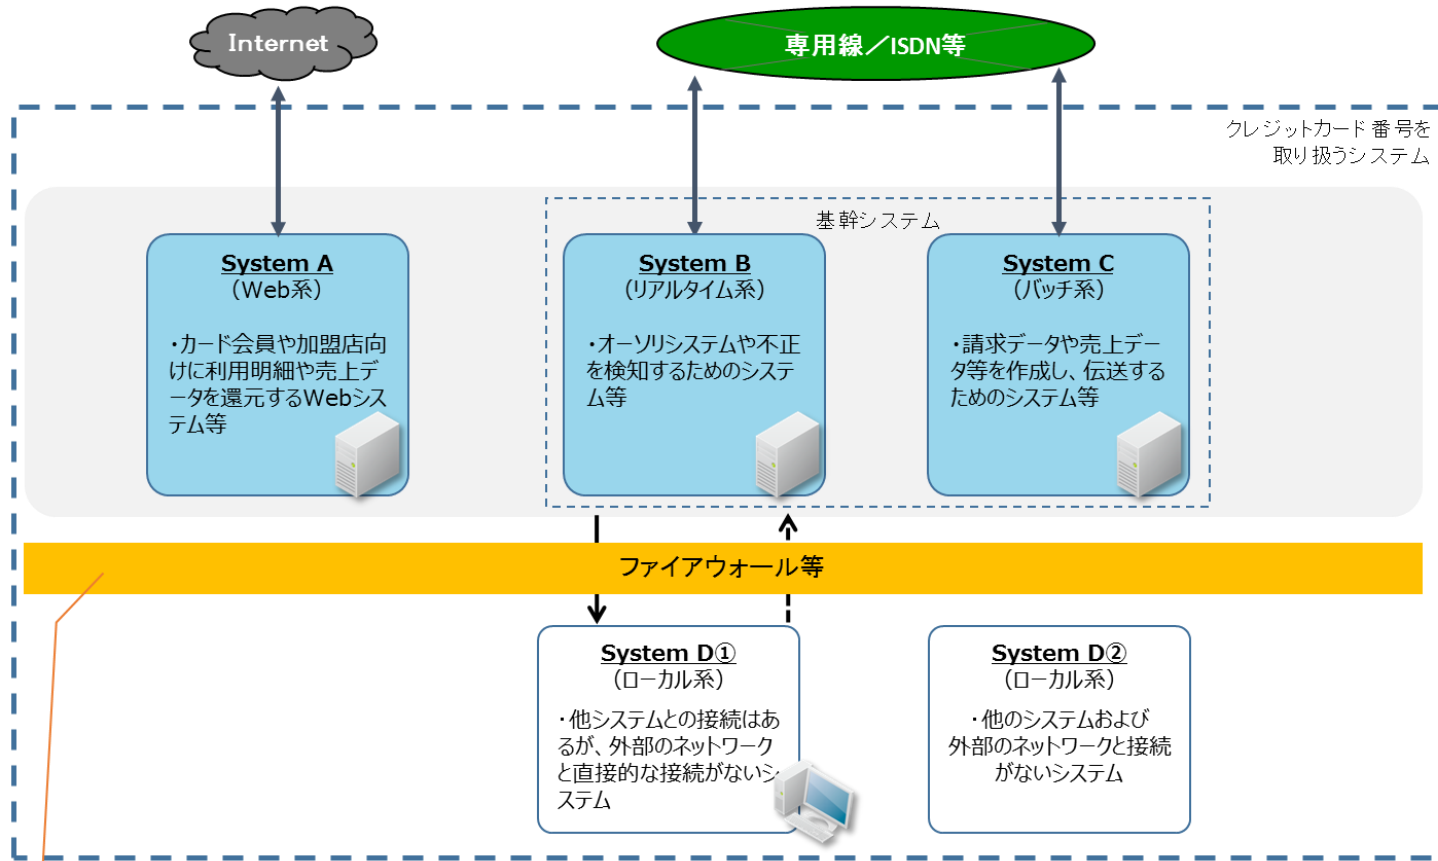 Internet
専用線／ISDN等
クレジットカード番号を
取り扱うシステム
基幹システム
System A
（Web系）
・カード会員や加盟店向
けに利用明細や売上デ
ータを還元するWebシス
テム等
System B
（リアルタイム系）
・オーソリシステムや不正
を検知するためのシステ
ム等
System C
（バッチ系）
・請求データや売上デー
タ等を作成し、伝送する
ためのシステム等
ファイアウォール等
System D①
（ローカル系）
・他システムとの接続はあ
るが、外部のネットワーク
と直接的な接続がないシ
ステム
System D②
（ローカル系）
・他のシステムおよび
外部のネットワークと接続
がないシステム